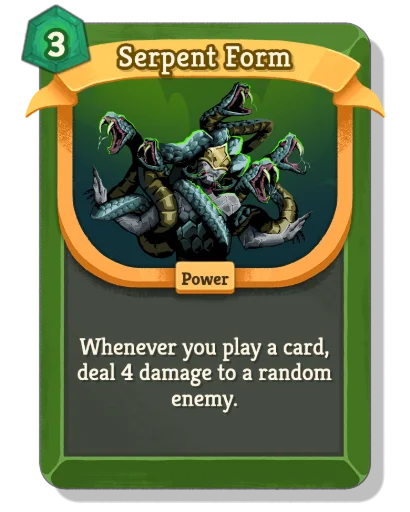 3
Serpent Form
Power
Whenever you play a card,
deal 4 damage to a random
enemy.